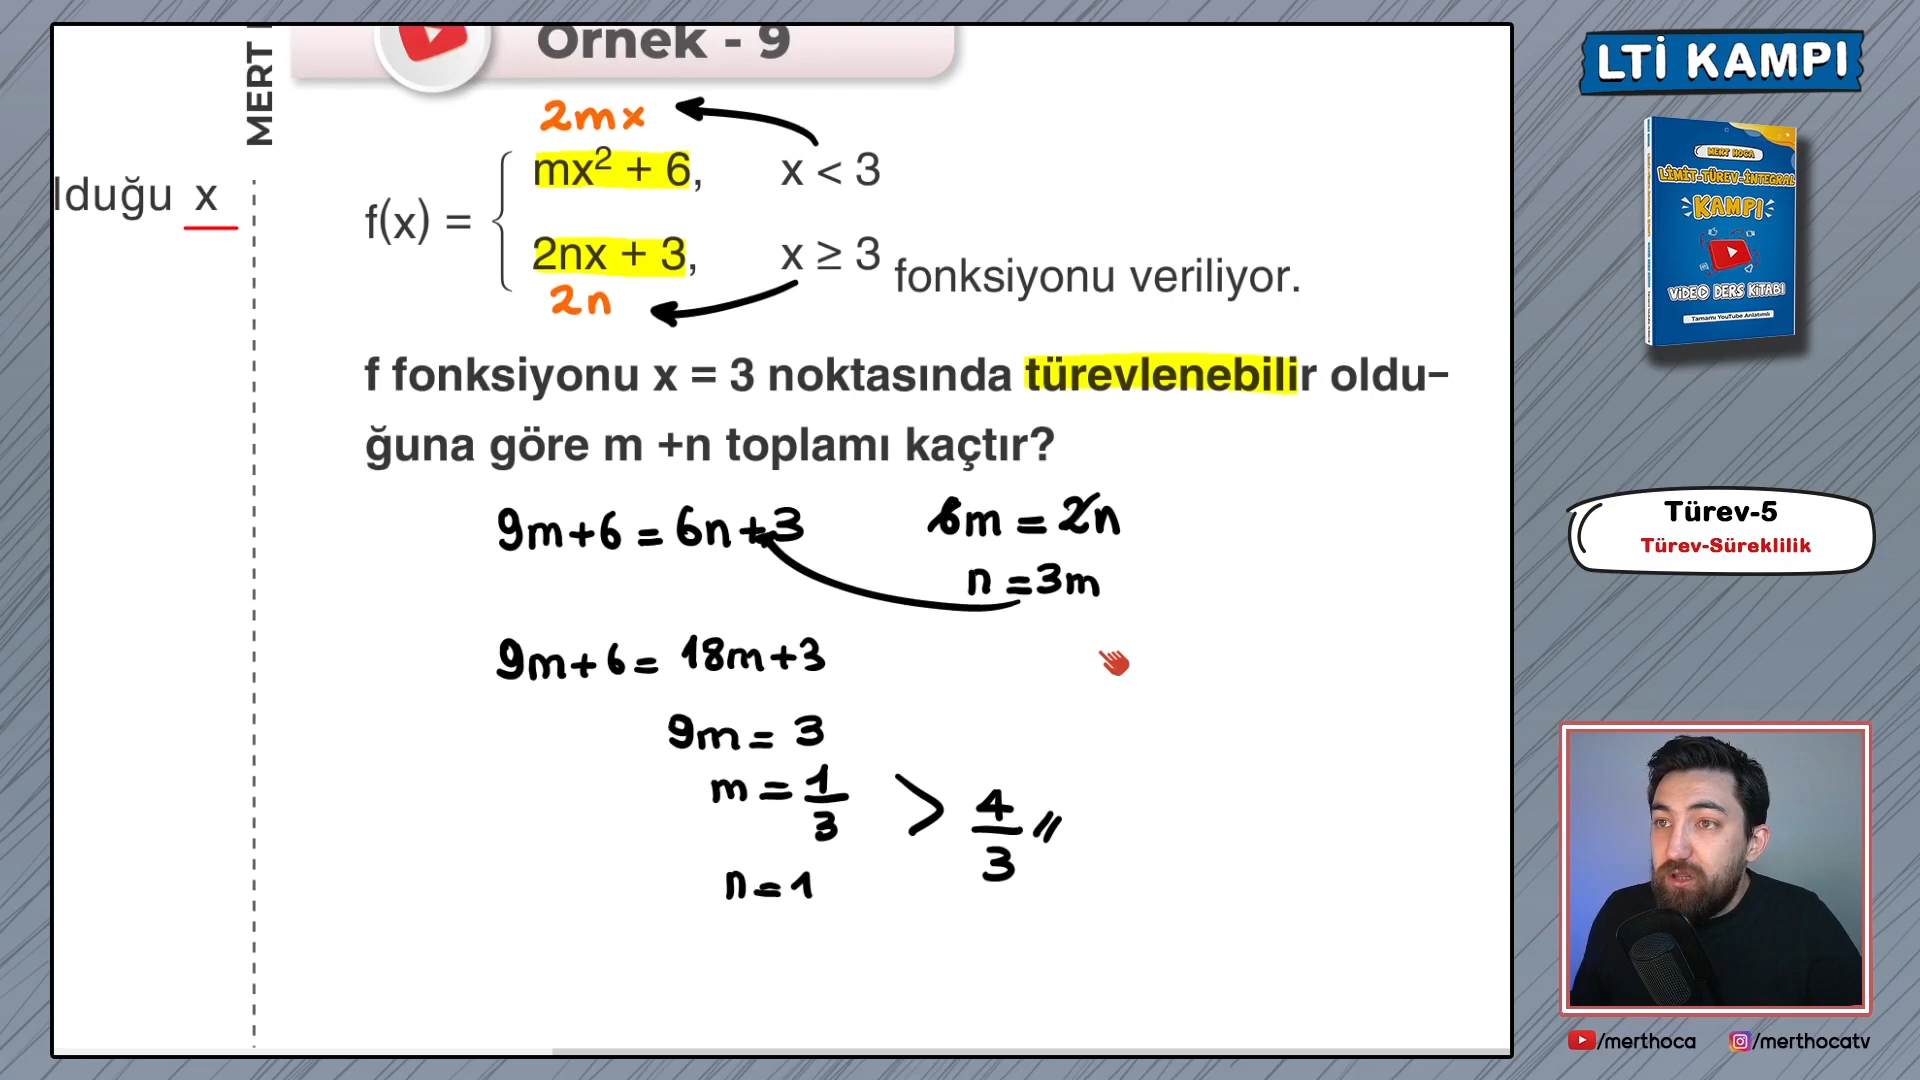 Örnek - 9
MERT
lduğu x
2mx
mx² + 6, x < 3
f(x) =
2nx + 3, x ≥ 3
fonksiyonu veriliyor.
2n
f fonksiyonu x = 3 noktasında türevlenebilir oldu-
ğuna göre m +n toplamı kaçtır?
9m+6 = 6n+3
6m = 2n
n = 3m
9m+6 = 18m+3
9m = 3
m = 1/3
> 4/3 //
n = 1
LTİ KAMPI
MERT HOCA
LİMİT-TÜREV-İNTEGRAL
KAMPI
VİDEO DERS KİTABI
Tamamı YouTube Anlatımlı
Türev-5
Türev-Süreklilik
/merthoca /merthocatv